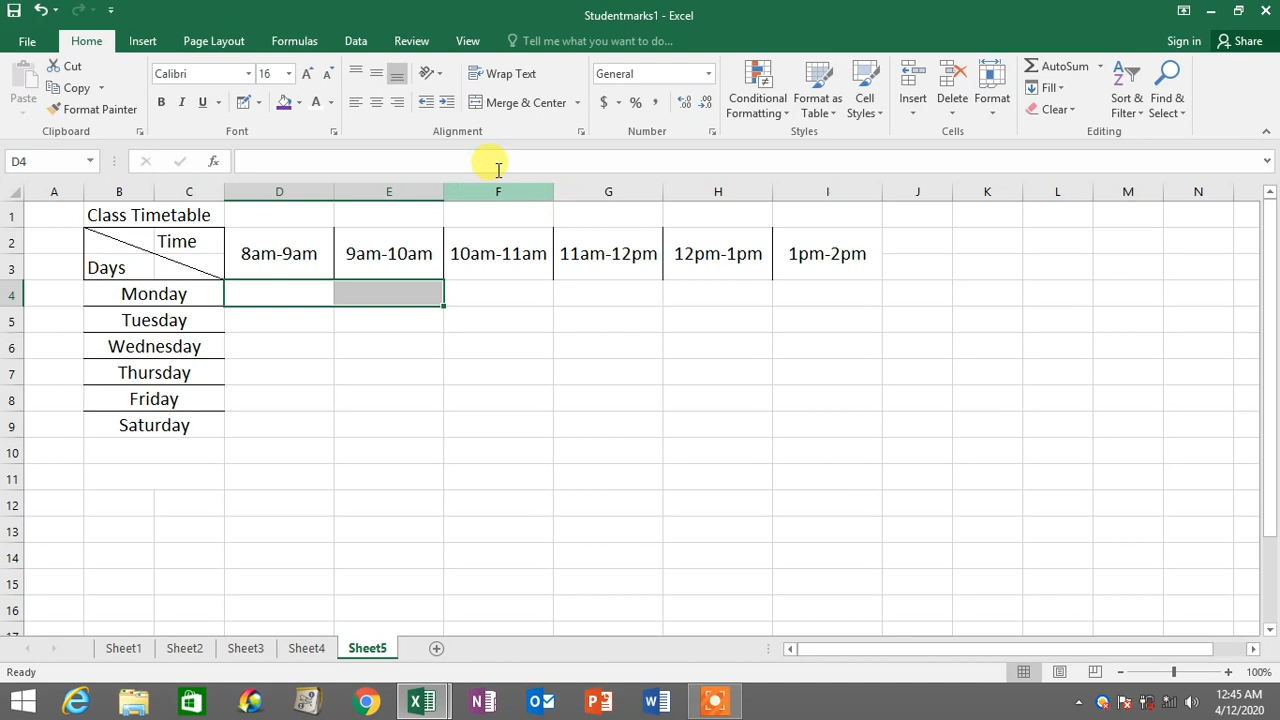 Studentmarks1 - Excel
File Home Insert Page Layout Formulas Data Review View Tell me what you want to do... Sign in Share
Paste Cut Copy Format Painter Clipboard
Calibri 16 B I U A Font
Wrap Text Merge & Center Alignment
General $ % , Number
Conditional Formatting Format as Table Cell Styles Styles
Insert Delete Format Cells
AutoSum Fill Clear Sort & Filter Find & Select Editing
D4 fx
A B C D E F G H I J K L M N
1 Class Timetable
2 Time 8am-9am 9am-10am 10am-11am 11am-12pm 12pm-1pm 1pm-2pm
3 Days
4 Monday
5 Tuesday
6 Wednesday
7 Thursday
8 Friday
9 Saturday
10
11
12
13
14
15
16
Sheet1 Sheet2 Sheet3 Sheet4 Sheet5
Ready 100%
12:45 AM
4/12/2020